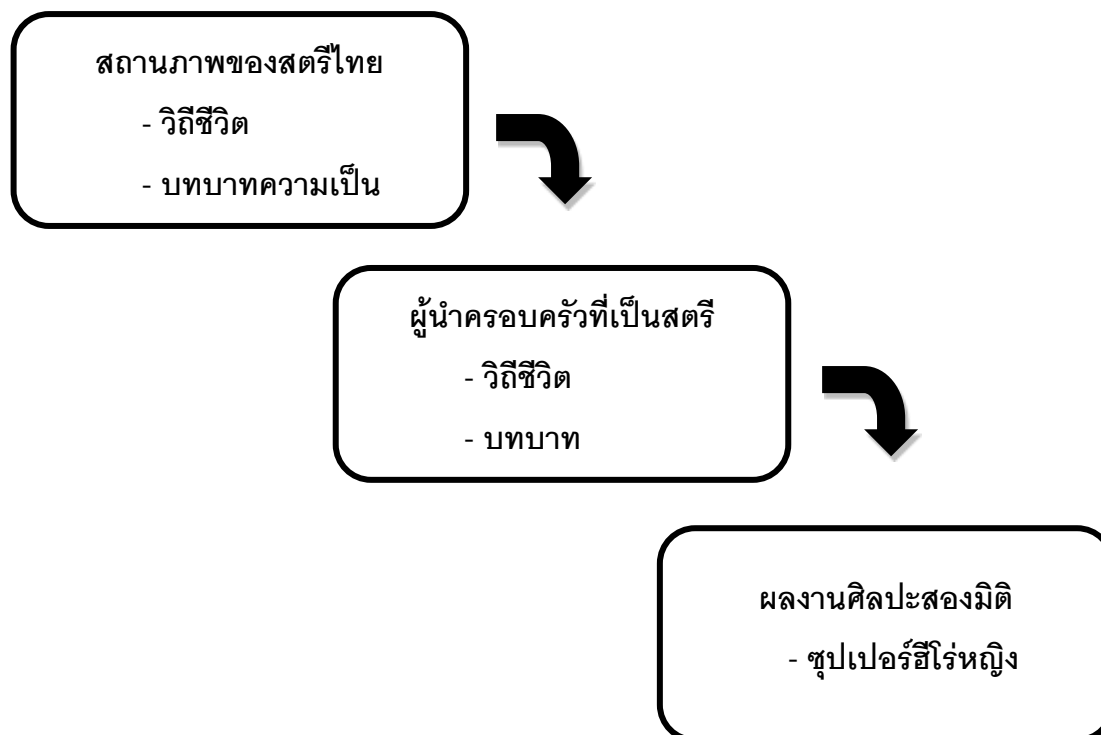 สถานภาพของสตรีไทย
- วิถีชีวิต
- บทบาทความเป็น
ผู้นำครอบครัวที่เป็นสตรี
- วิถีชีวิต
- บทบาท
ผลงานศิลปะสองมิติ
- ซุปเปอร์ฮีโร่หญิง